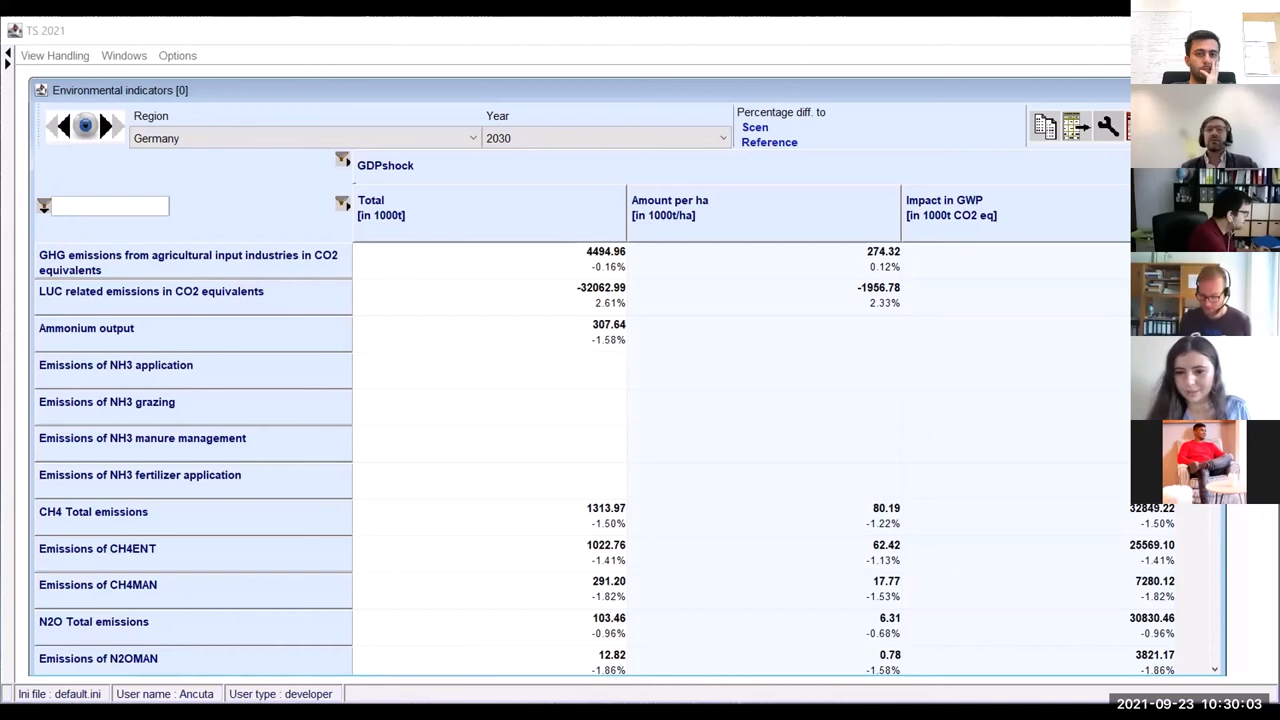 TS 2021
View Handling Windows Options
Environmental indicators [0]
Region
Germany
Year
2030
Percentage diff. to
Scen
Reference
GDPshock
Total
[in 1000t]
Amount per ha
[in 1000t/ha]
Impact in GWP
[in 1000t CO2 eq]
GHG emissions from agricultural input industries in CO2
equivalents
4494.96
-0.16%
274.32
0.12%
LUC related emissions in CO2 equivalents
-32062.99
2.61%
-1956.78
2.33%
Ammonium output
307.64
-1.58%
Emissions of NH3 application
Emissions of NH3 grazing
Emissions of NH3 manure management
Emissions of NH3 fertilizer application
CH4 Total emissions
1313.97
-1.50%
80.19
-1.22%
32849.22
-1.50%
Emissions of CH4ENT
1022.76
-1.41%
62.42
-1.13%
25569.10
-1.41%
Emissions of CH4MAN
291.20
-1.82%
17.77
-1.53%
7280.12
-1.82%
N2O Total emissions
103.46
-0.96%
6.31
-0.68%
30830.46
-0.96%
Emissions of N2OMAN
12.82
-1.86%
0.78
-1.58%
3821.17
-1.86%
Ini file : default.ini User name : Ancuta User type : developer
2021-09-23 10:30:03